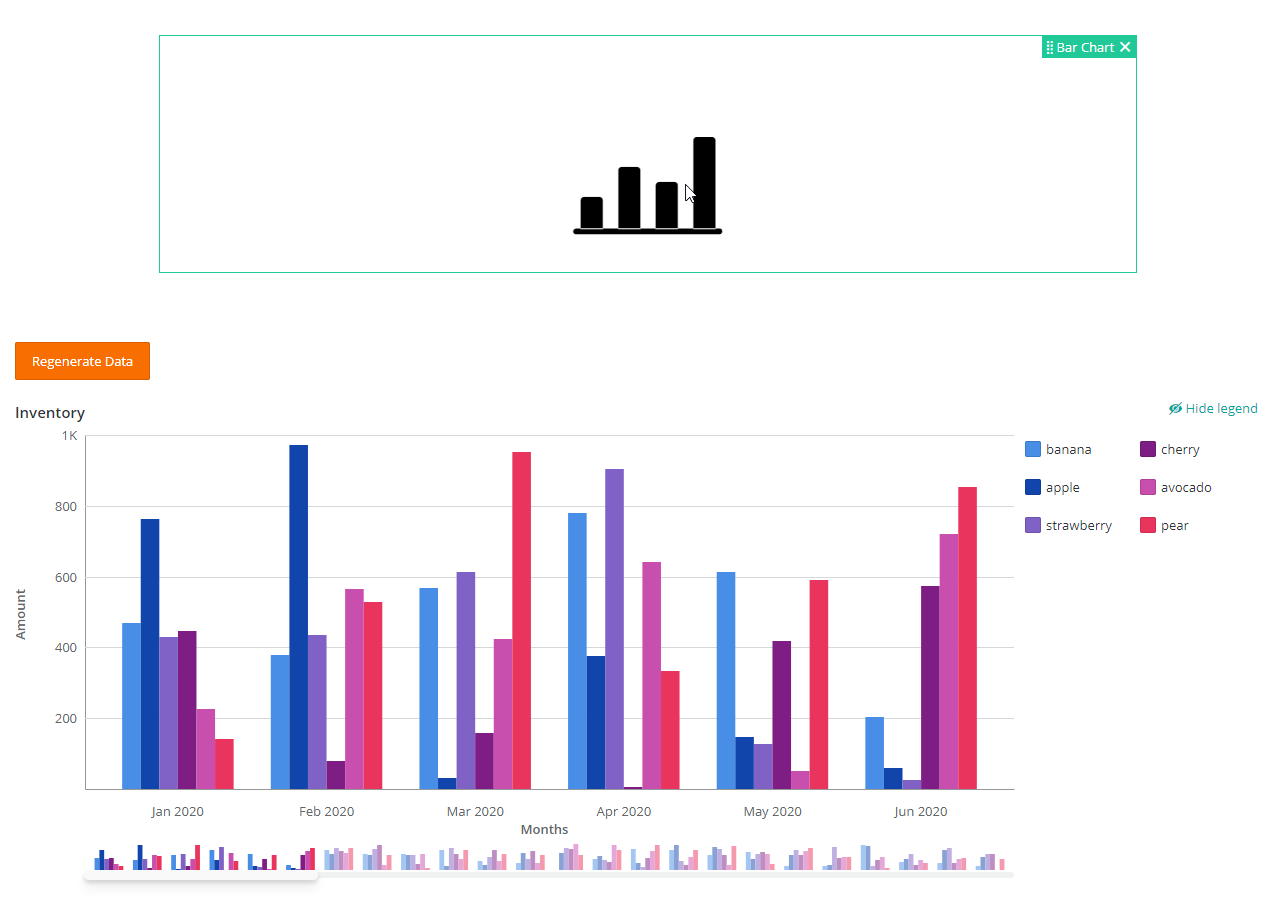 Bar Chart
Regenerate Data
Inventory
Hide legend
1K
800
600
400
200
Amount
banana
cherry
apple
avocado
strawberry
pear
Jan 2020
Feb 2020
Mar 2020
Apr 2020
May 2020
Jun 2020
Months